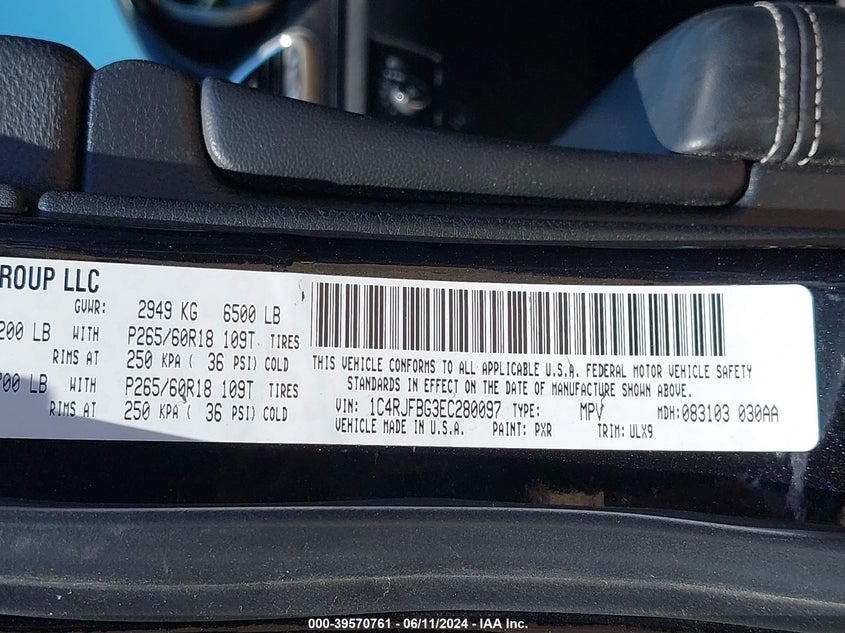 ROUP LLC
GVWR: 2949 KG 6500 LB
200 LB WITH P265/60R18 109T TIRES
RIMS AT 250 KPA ( 36 PSI) COLD
700 LB WITH P265/60R18 109T TIRES
RIMS AT 250 KPA ( 36 PSI) COLD
THIS VEHICLE CONFORMS TO ALL APPLICABLE U.S.A. FEDERAL MOTOR VEHICLE SAFETY
STANDARDS IN EFFECT ON THE DATE OF MANUFACTURE SHOWN ABOVE.
VIN: 1C4RJFBG3EC280097 TYPE: MPV MDH: 083103 030AA
VEHICLE MADE IN U.S.A. PAINT: PXR TRIM: ULX9
000-39570761 - 06/11/2024 - IAA Inc.